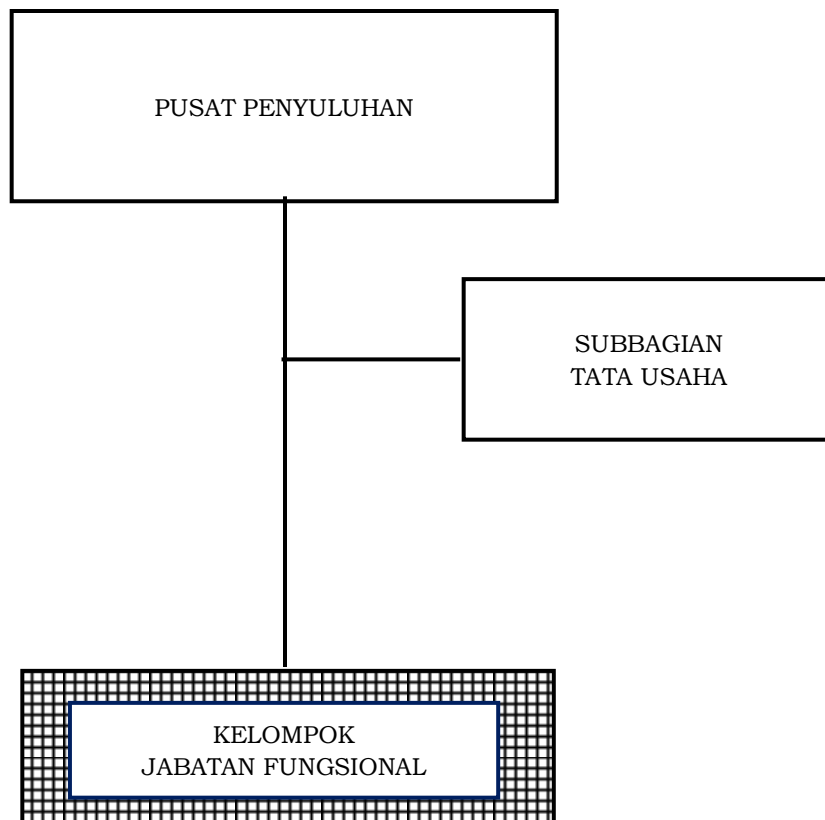 PUSAT PENYULUHAN
SUBBAGIAN
TATA USAHA
KELOMPOK
JABATAN FUNGSIONAL